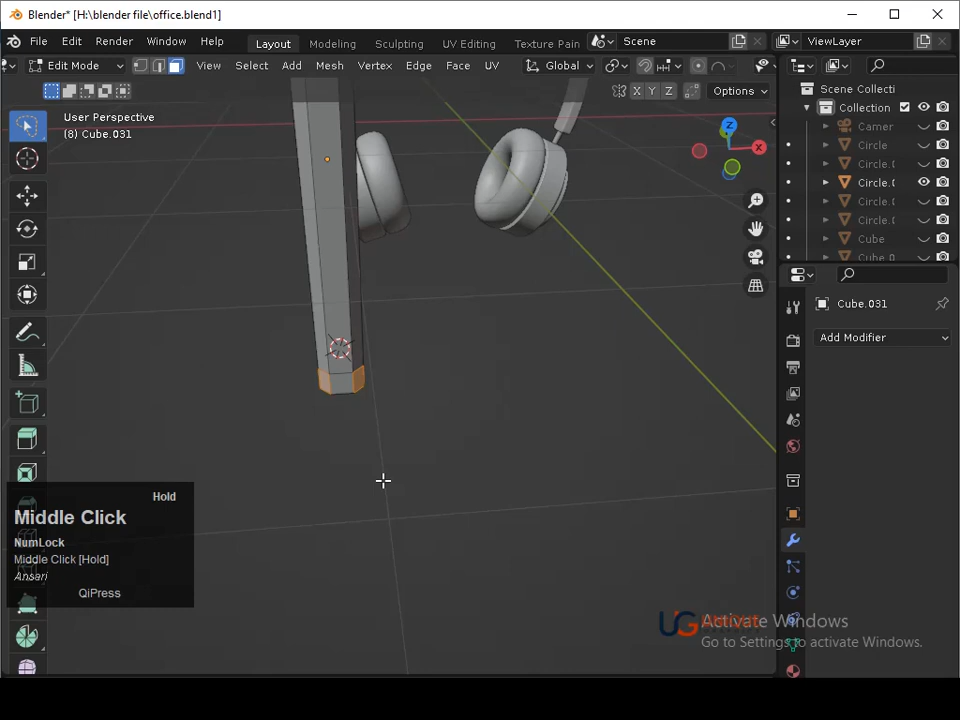 Blender* [H:\blender file\office.blend1]
File Edit Render Window Help Layout Modeling Sculpting UV Editing Texture Pain Scene ViewLayer
Edit Mode View Select Add Mesh Vertex Edge Face UV Global
X Y Z Options
User Perspective
(8) Cube.031
Z
X
Scene Collecti
Collection
Camer
Circle
Circle.(
Circle.(
Circle.(
Circle.(
Cube
Cube.0
Cube.031
Add Modifier
Hold
Middle Click
NumLock
Middle Click [Hold]
Ansari
QiPress
UG
Activate Windows
Go to Settings to activate Windows.